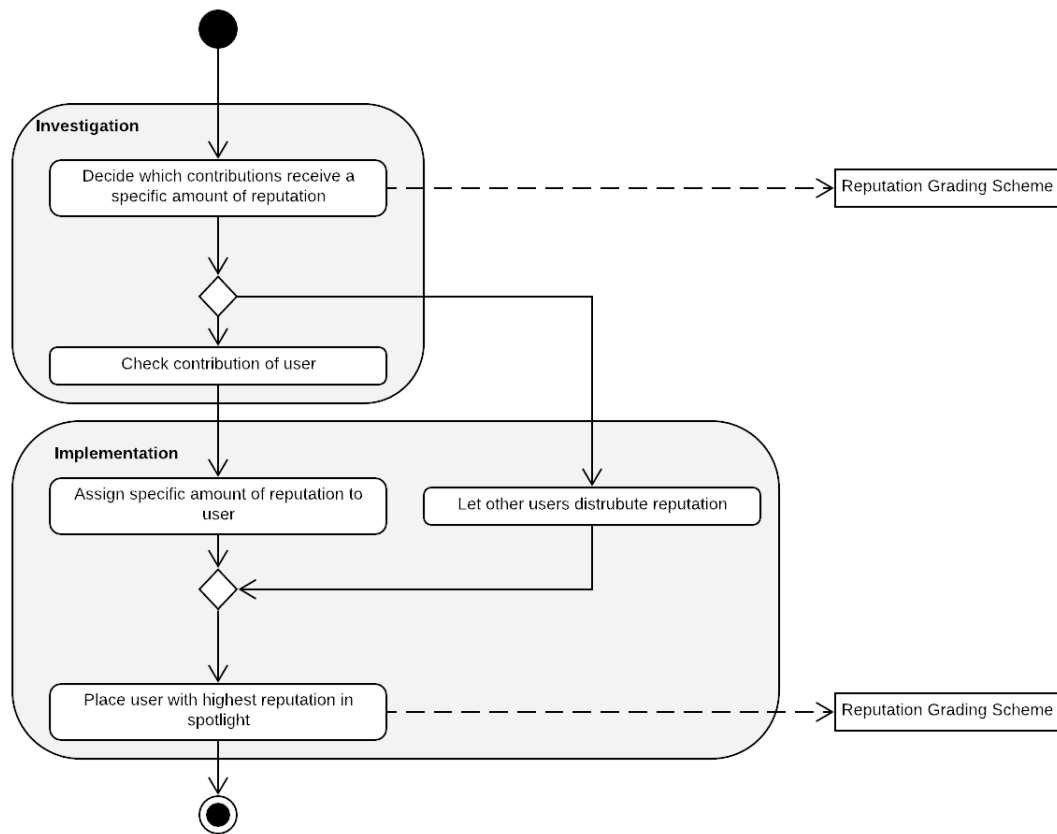 Investigation
Decide which contributions receive a
specific amount of reputation
Reputation Grading Scheme
Check contribution of user
Implementation
Assign specific amount of reputation to
user
Let other users distrubute reputation
Place user with highest reputation in
spotlight
Reputation Grading Scheme